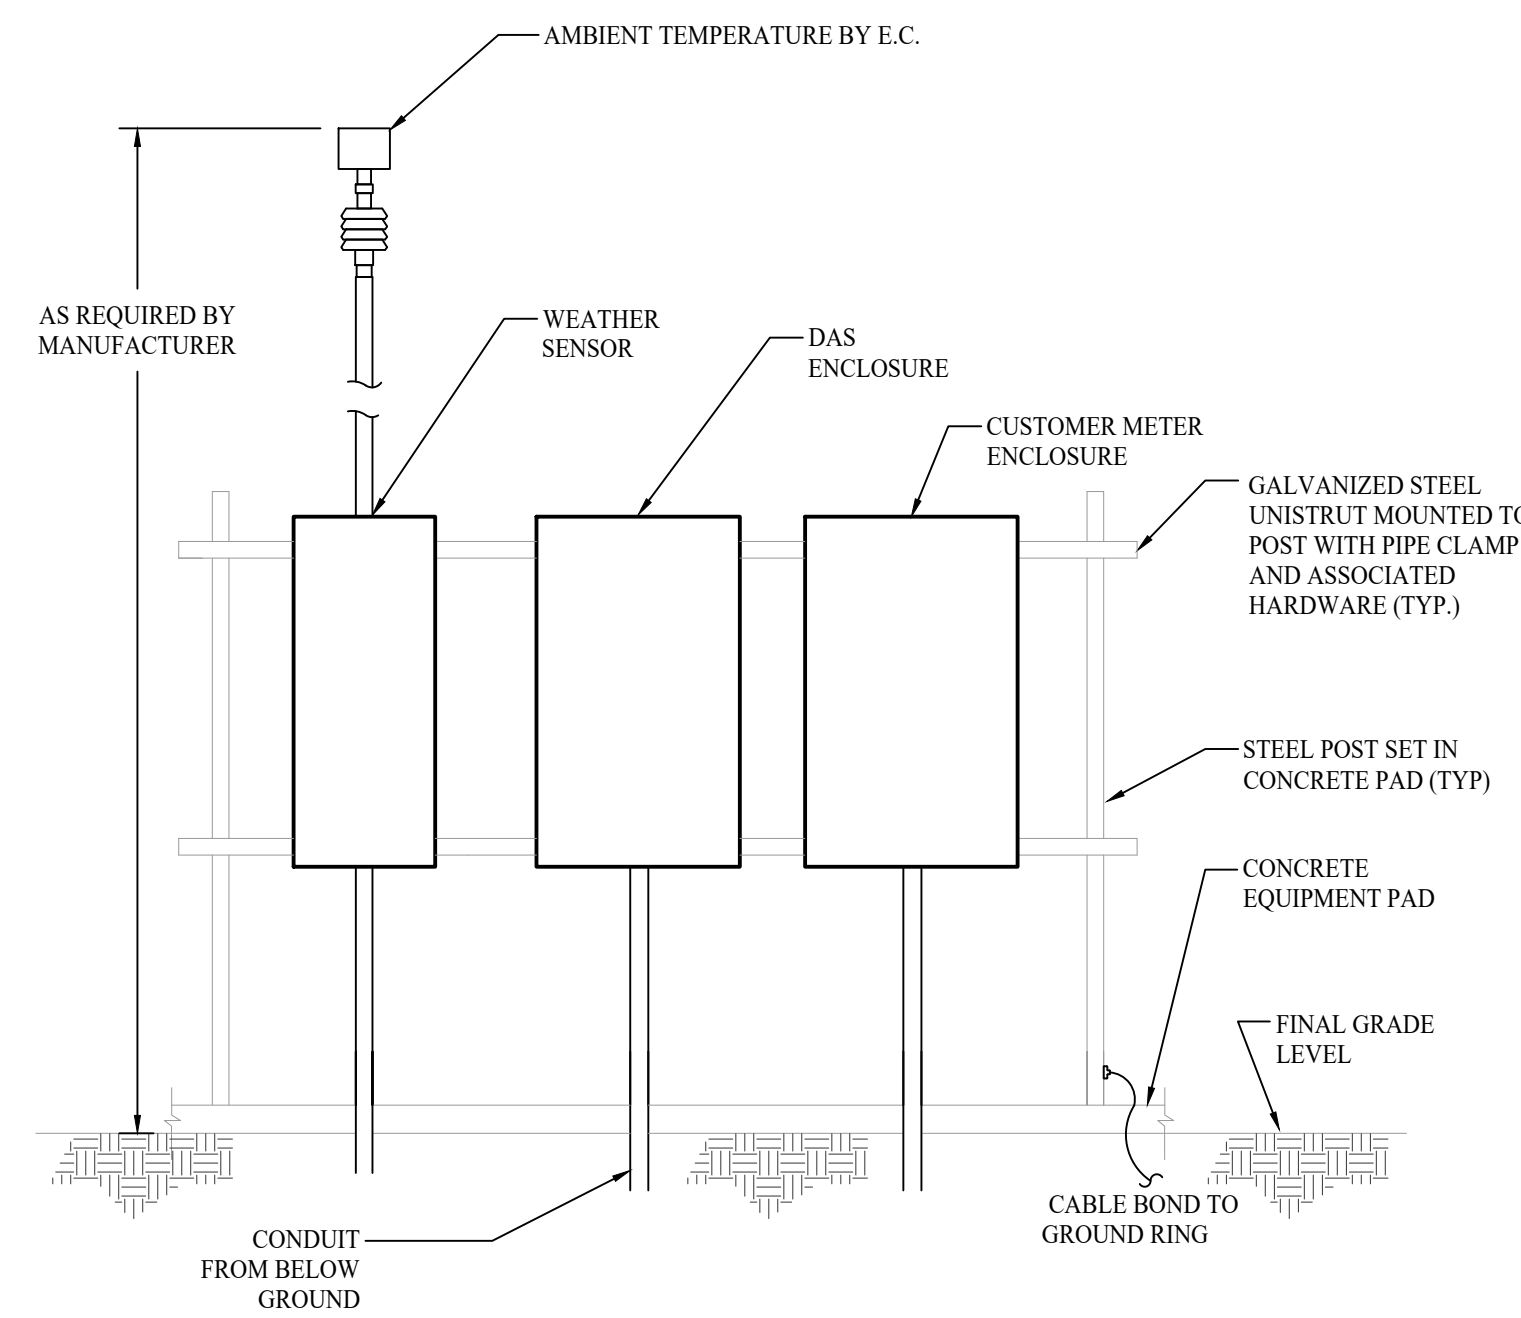 AMBIENT TEMPERATURE BY E.C.
AS REQUIRED BY
MANUFACTURER
WEATHER
SENSOR
DAS
ENCLOSURE
CUSTOMER METER
ENCLOSURE
GALVANIZED STEEL
UNISTRUT MOUNTED TO
POST WITH PIPE CLAMP
AND ASSOCIATED
HARDWARE (TYP.)
STEEL POST SET IN
CONCRETE PAD (TYP)
CONCRETE
EQUIPMENT PAD
FINAL GRADE
LEVEL
CABLE BOND TO
GROUND RING
CONDUIT
FROM BELOW
GROUND